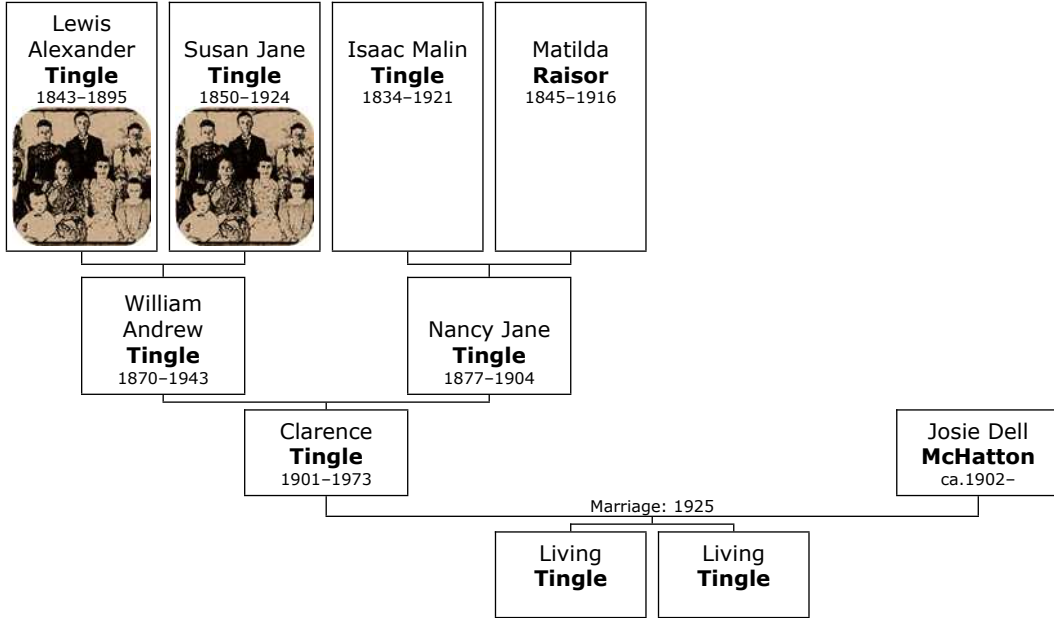 Lewis
Alexander
Tingle
1843–1895
Susan Jane
Tingle
1850–1924
Isaac Malin
Tingle
1834–1921
Matilda
Raisor
1845–1916
William
Andrew
Tingle
1870–1943
Nancy Jane
Tingle
1877–1904
Clarence
Tingle
1901–1973
Josie Dell
McHatton
ca.1902–
Marriage: 1925
Living
Tingle
Living
Tingle